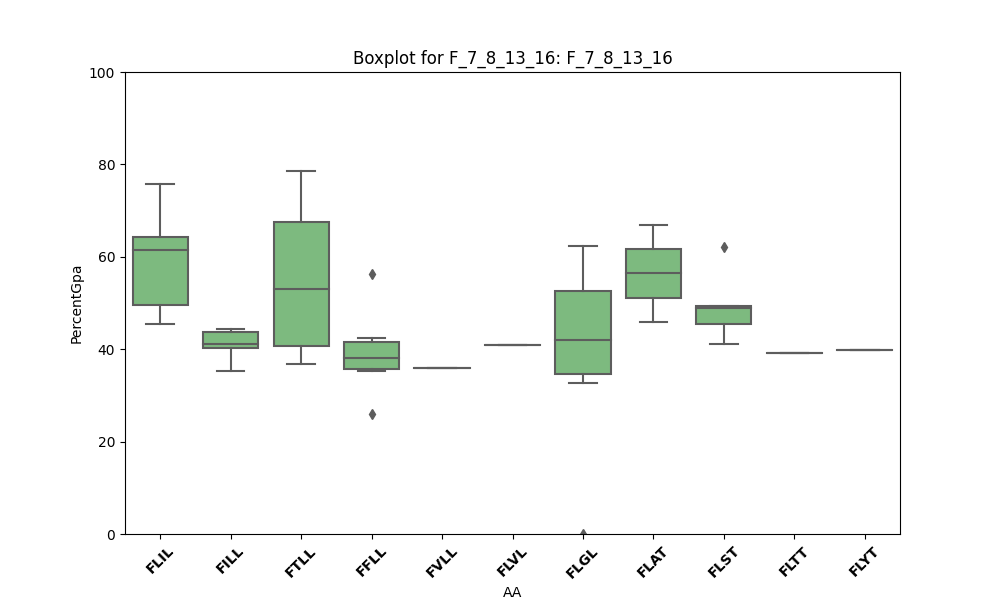 Boxplot for F_7_8_13_16: F_7_8_13_16
100
80
60
40
20
0
PercentGpa
FLIL
FILL
FTLL
FFLL
FVLL
FLVL
FLGL
FLAT
FLST
FLTT
FLYT
AA